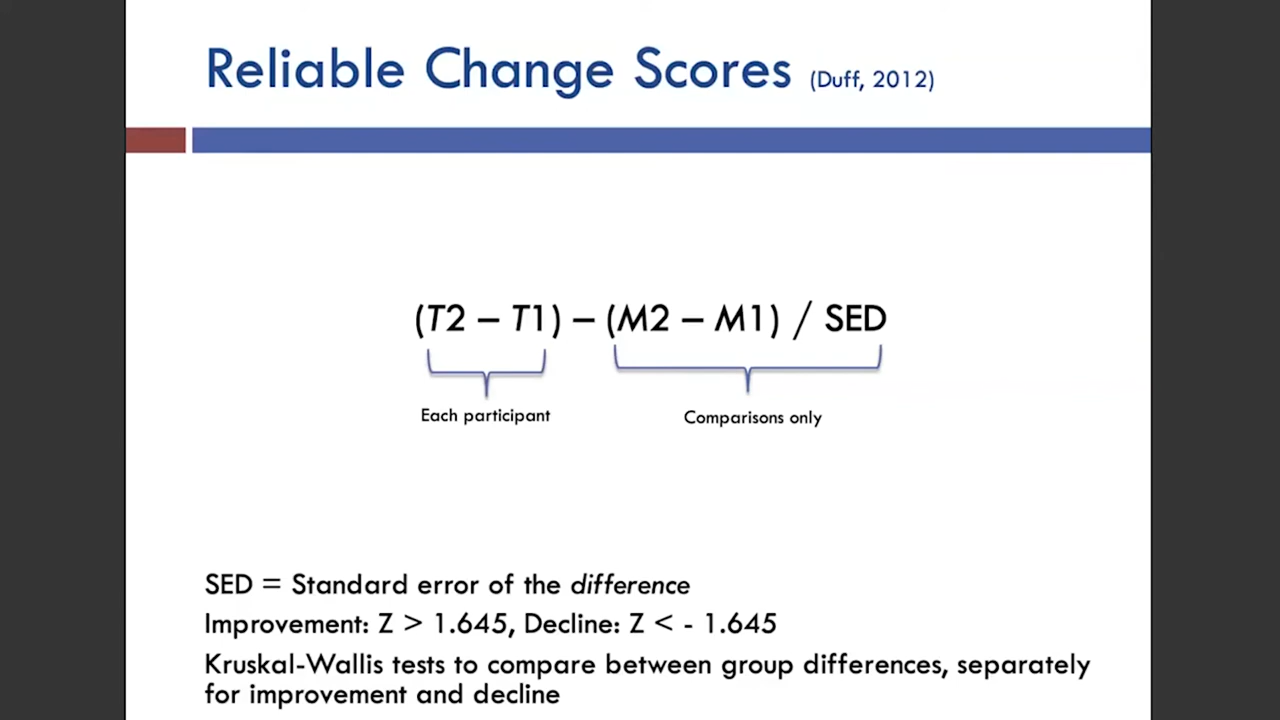 Reliable Change Scores (Duff, 2012)
(T2 – T1) – (M2 – M1) / SED
Each participant
Comparisons only
SED = Standard error of the difference
Improvement: Z > 1.645, Decline: Z < - 1.645
Kruskal-Wallis tests to compare between group differences, separately
for improvement and decline